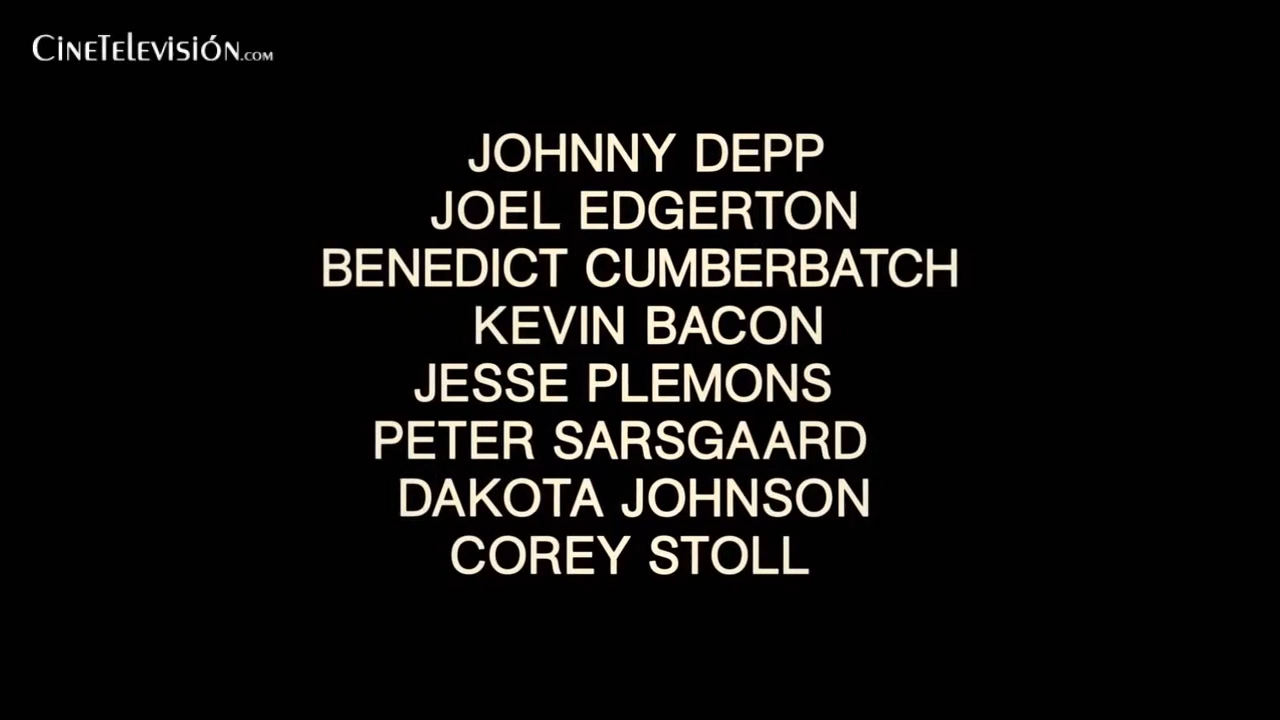 CineTelevisión.com
JOHNNY DEPP
JOEL EDGERTON
BENEDICT CUMBERBATCH
KEVIN BACON
JESSE PLEMONS
PETER SARSGAARD
DAKOTA JOHNSON
COREY STOLL